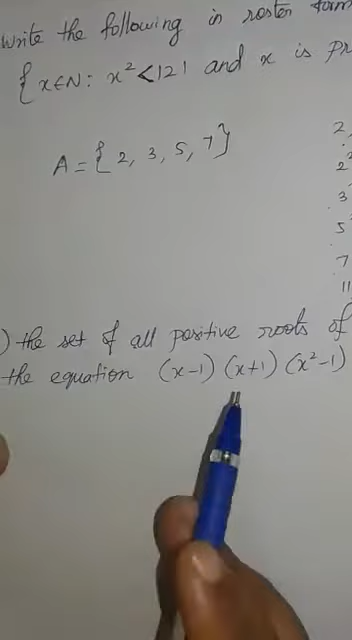 write the following in roster form
{x∈N: x² < 121 and x is pr
A = { 2, 3, 5, 7 }
2,
2²
3
5
7
11
) the set of all positive roots of
the equation (x-1) (x+1) (x²-1)